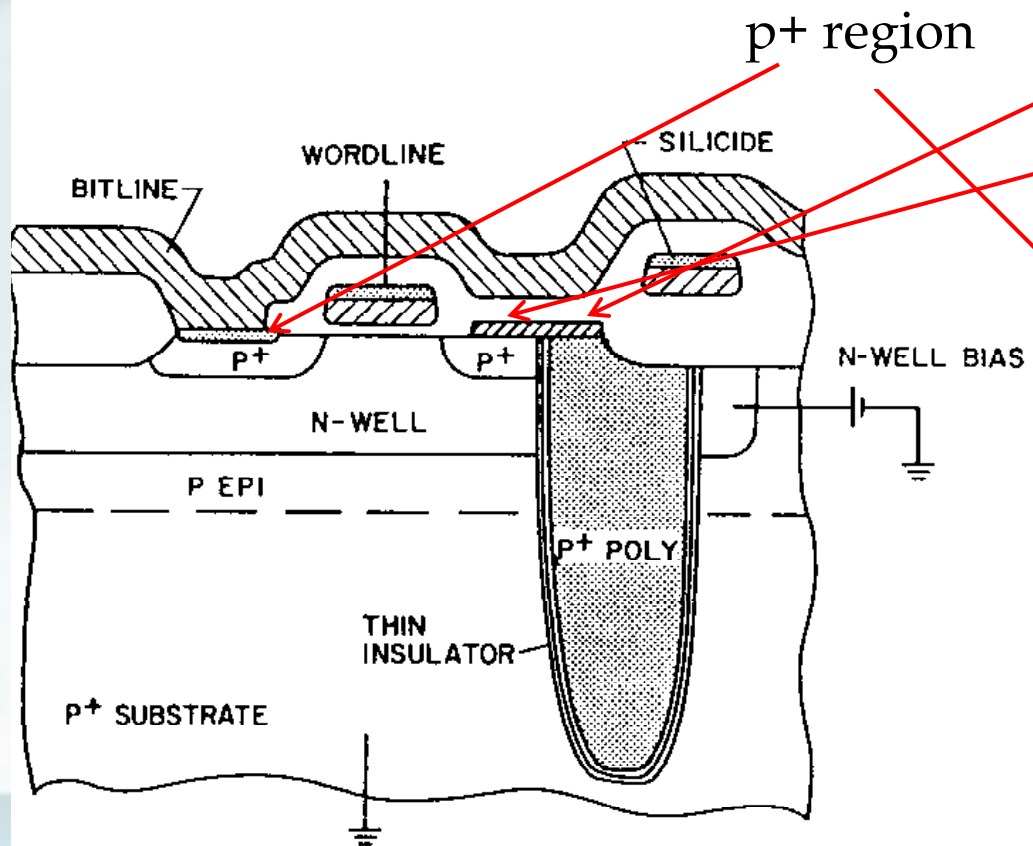 p+ region
WORDLINE
SILICIDE
BITLINE
P+
P+
N-WELL BIAS
N-WELL
P EPI
P+ POLY
THIN
INSULATOR
P+ SUBSTRATE